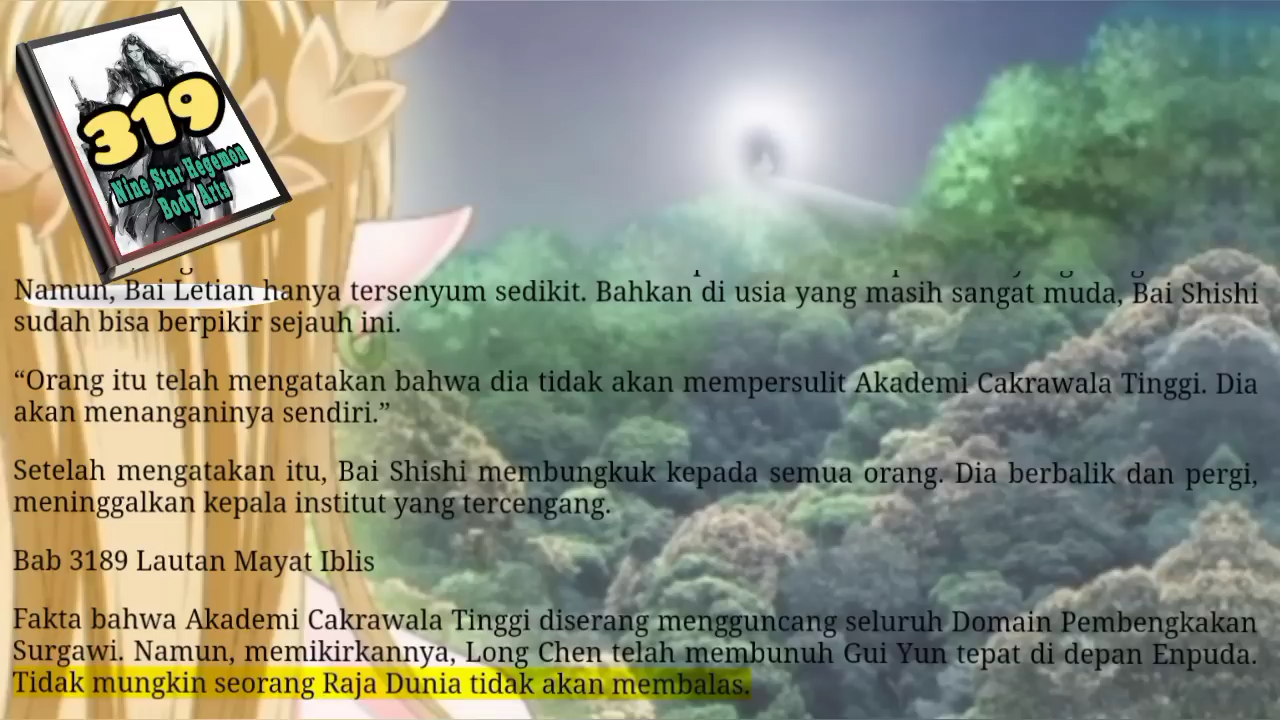 319
Nine Star Hegemon
Body Arts
Namun, Bai Letian hanya tersenyum sedikit. Bahkan di usia yang masih sangat muda, Bai Shishi
sudah bisa berpikir sejauh ini.
“Orang itu telah mengatakan bahwa dia tidak akan mempersulit Akademi Cakrawala Tinggi. Dia
akan menanganinya sendiri.”
Setelah mengatakan itu, Bai Shishi membungkuk kepada semua orang. Dia berbalik dan pergi,
meninggalkan kepala institut yang tercengang.
Bab 3189 Lautan Mayat Iblis
Fakta bahwa Akademi Cakrawala Tinggi diserang mengguncang seluruh Domain Pembengkakan
Surgawi. Namun, memikirkannya, Long Chen telah membunuh Gui Yun tepat di depan Enpuda.
Tidak mungkin seorang Raja Dunia tidak akan membalas.